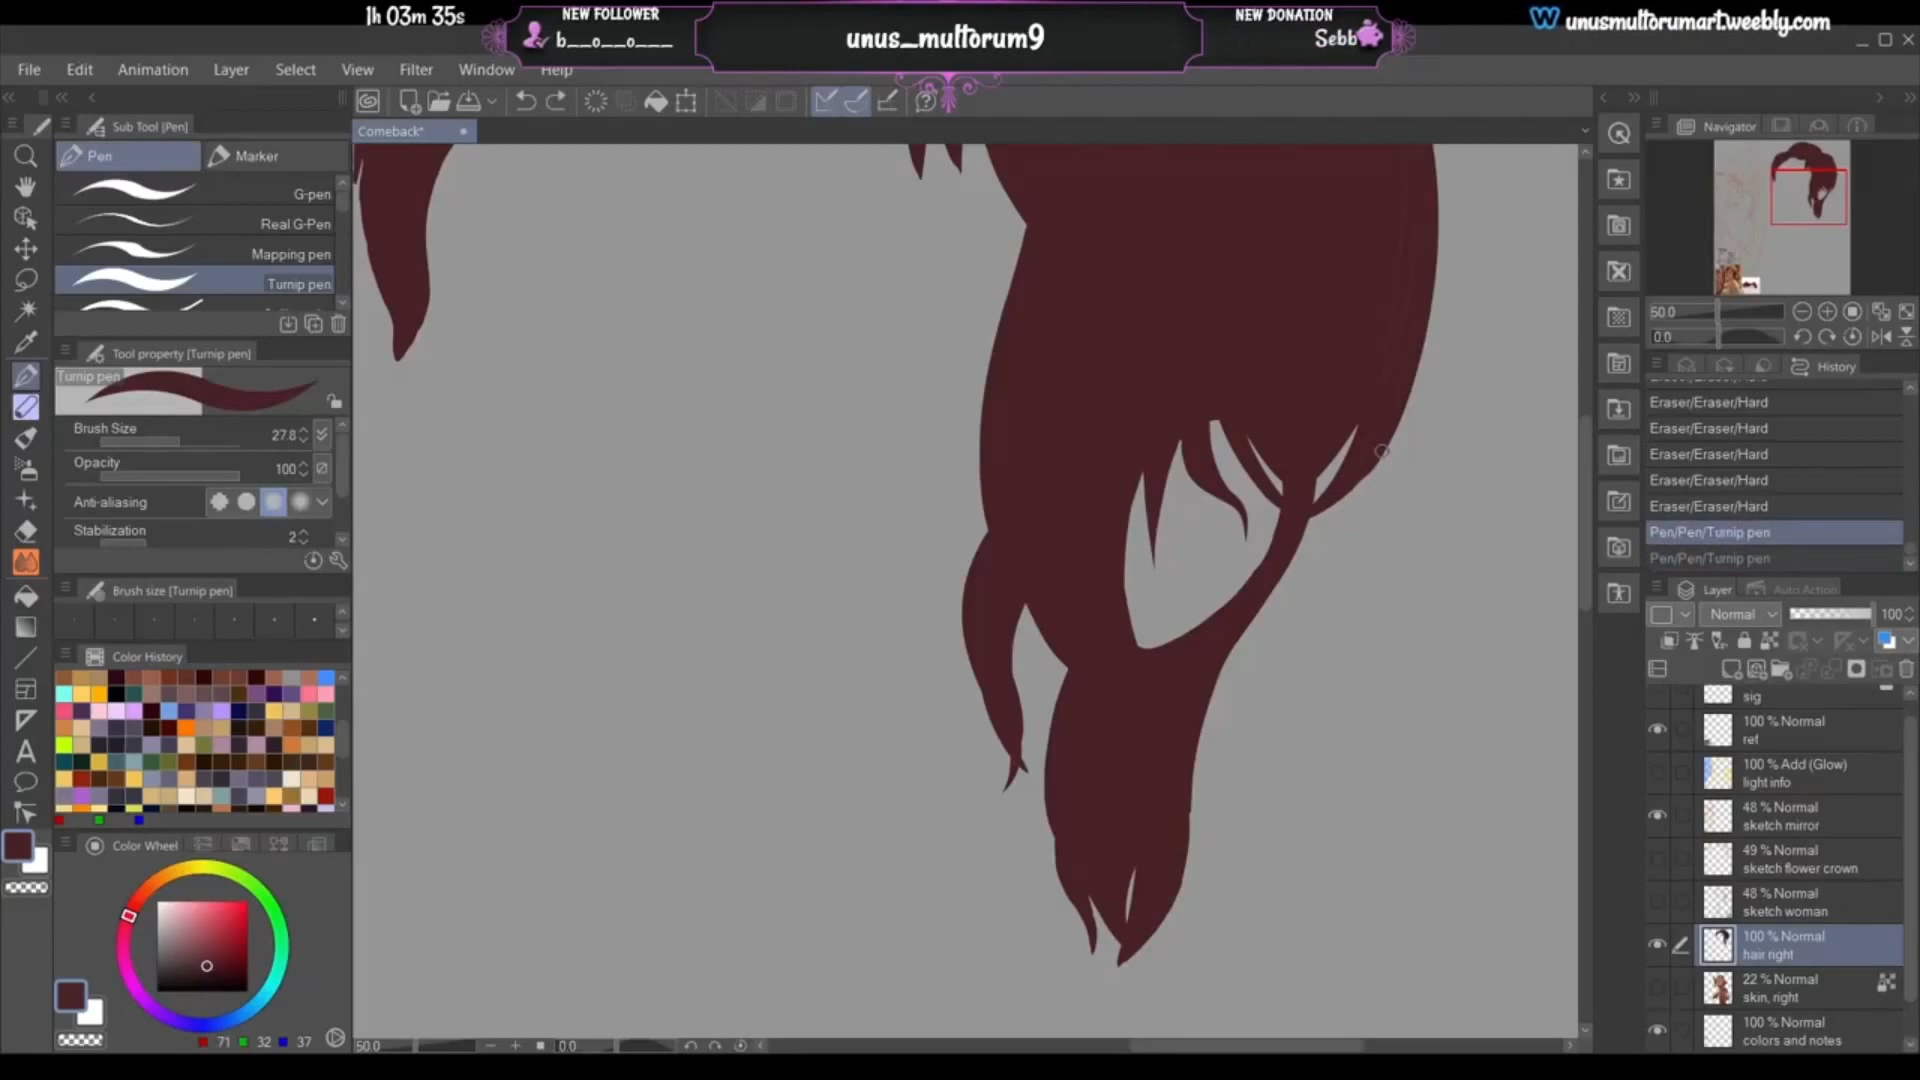 1h 03m 35s
NEW FOLLOWER
b__o__o___
unus_multorum9
NEW DONATION
Sebb
unusmultorumart.weebly.com
File Edit Animation Layer Select View Filter Window Help
Sub Tool [Pen]
Comeback*
Navigator
Pen Marker
G-pen
Real G-Pen
Mapping pen
Turnip pen
50.0
0.0
Tool property [Turnip pen]
History
Turnip pen
Eraser/Eraser/Hard
Eraser/Eraser/Hard
Brush Size 27.8
Eraser/Eraser/Hard
Opacity 100
Eraser/Eraser/Hard
Anti-aliasing
Eraser/Eraser/Hard
Stabilization 2
Pen/Pen/Turnip pen
Pen/Pen/Turnip pen
Brush size [Turnip pen]
Layer Auto Action
Normal 100
Color History
sig
100 % Normal
ref
100 % Add (Glow)
light info
48 % Normal
sketch mirror
Color Wheel
49 % Normal
sketch flower crown
48 % Normal
sketch woman
100 % Normal
hair right
22 % Normal
skin, right
100 % Normal
colors and notes
71 32 37
50.0 0.0